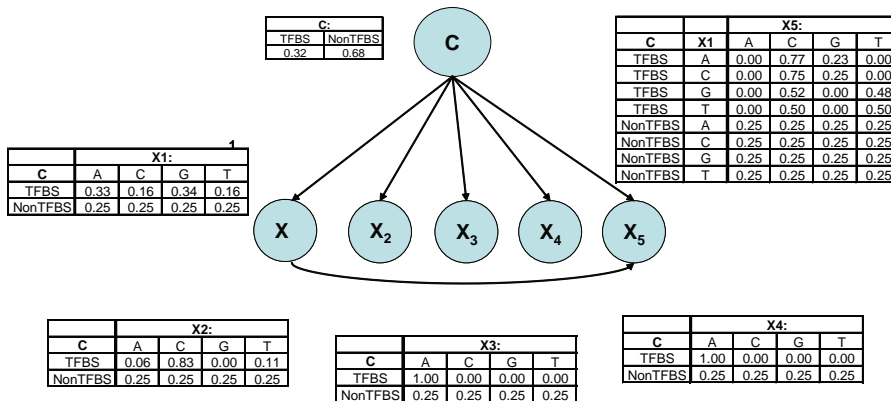 C:
TFBS NonTFBS
0.32 0.68
C
X5:
C X1 A C G T
TFBS A 0.00 0.77 0.23 0.00
TFBS C 0.00 0.75 0.25 0.00
TFBS G 0.00 0.52 0.00 0.48
TFBS T 0.00 0.50 0.00 0.50
NonTFBS A 0.25 0.25 0.25 0.25
NonTFBS C 0.25 0.25 0.25 0.25
NonTFBS G 0.25 0.25 0.25 0.25
NonTFBS T 0.25 0.25 0.25 0.25
1
X1:
C A C G T
TFBS 0.33 0.16 0.34 0.16
NonTFBS 0.25 0.25 0.25 0.25
X X2 X3 X4 X5
X2:
C A C G T
TFBS 0.06 0.83 0.00 0.11
NonTFBS 0.25 0.25 0.25 0.25
X3:
C A C G T
TFBS 1.00 0.00 0.00 0.00
NonTFBS 0.25 0.25 0.25 0.25
X4:
C A C G T
TFBS 1.00 0.00 0.00 0.00
NonTFBS 0.25 0.25 0.25 0.25